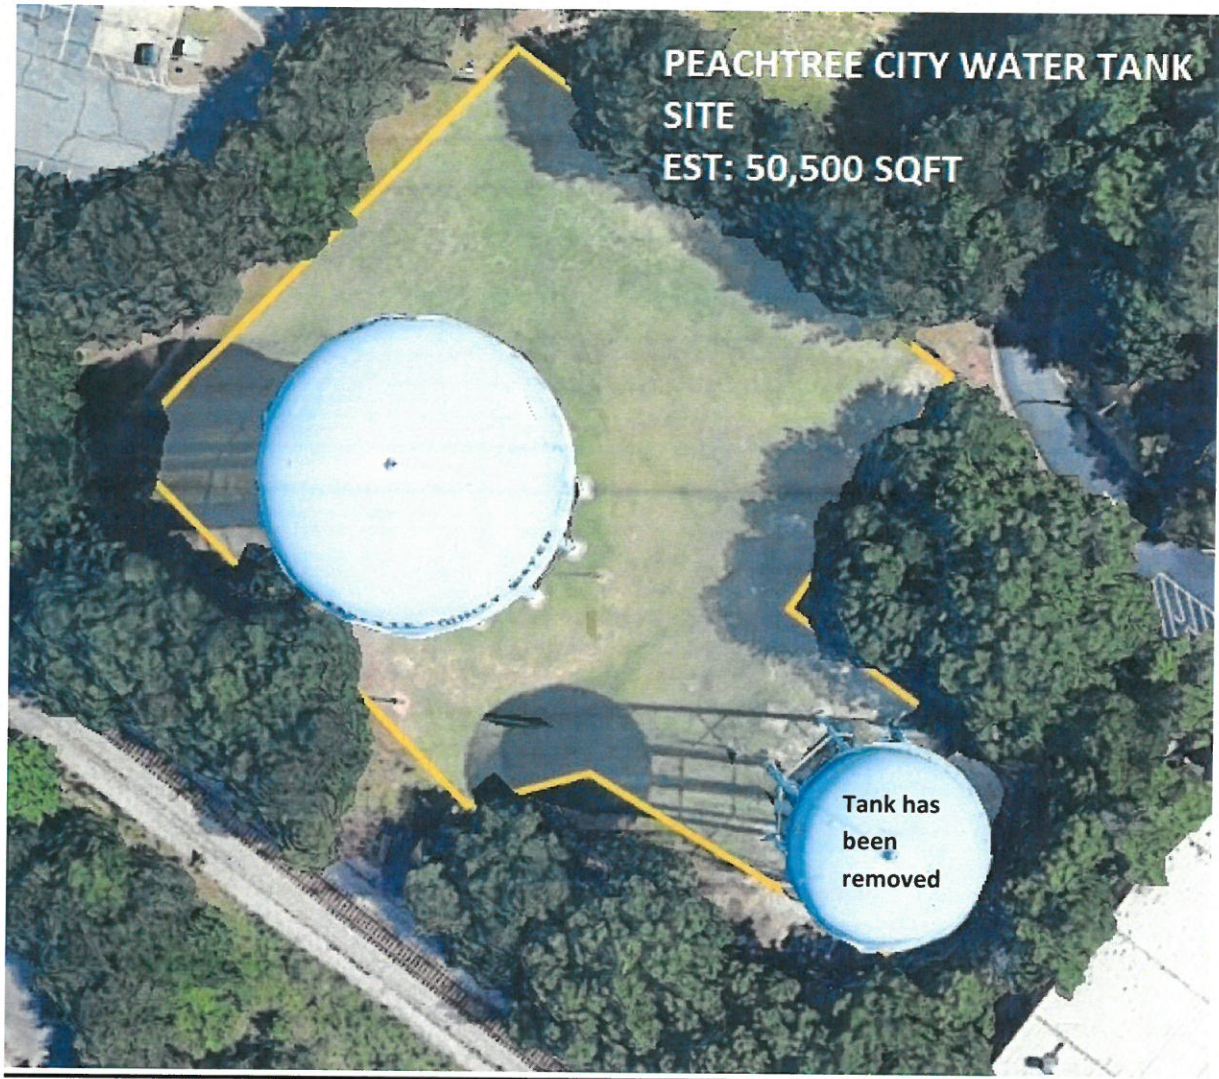 PEACHTREE CITY WATER TANK
SITE
EST: 50,500 SQFT
Tank has
been
removed